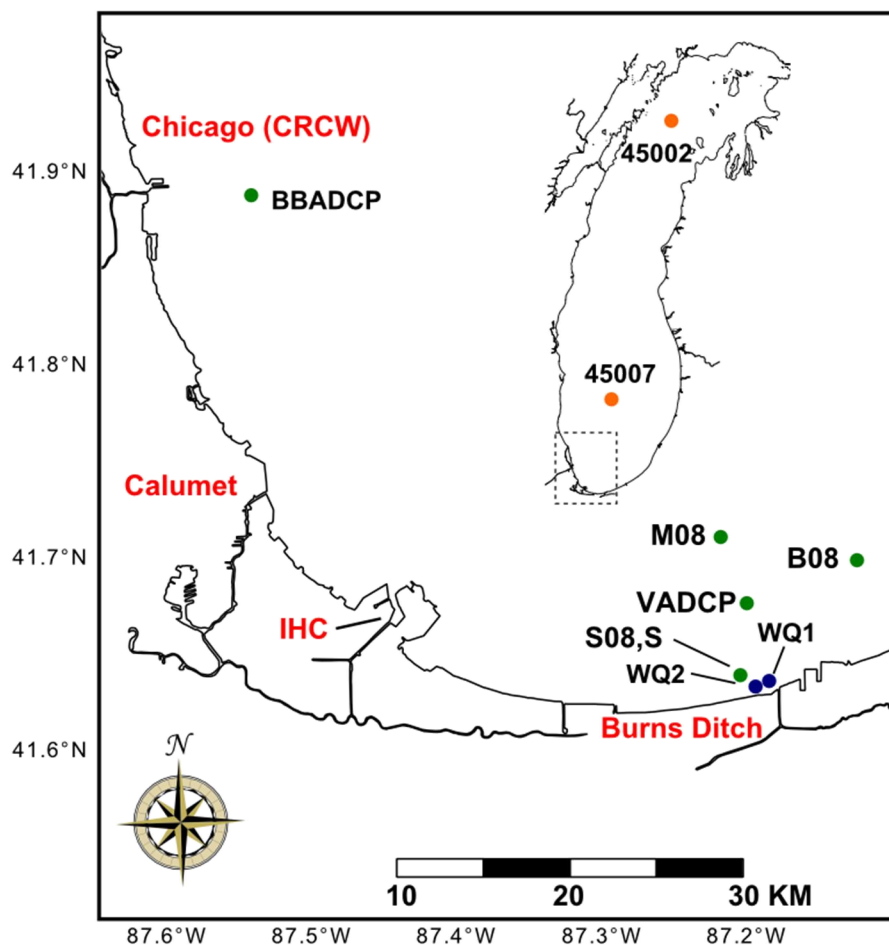 Chicago (CRCW)
45002
41.9°N
BBADCP
41.8°N
45007
Calumet
M08
41.7°N
B08
VADCP
IHC
S08,S
WQ1
WQ2
Burns Ditch
41.6°N
N
10
20
30 KM
87.6°W
87.5°W
87.4°W
87.3°W
87.2°W